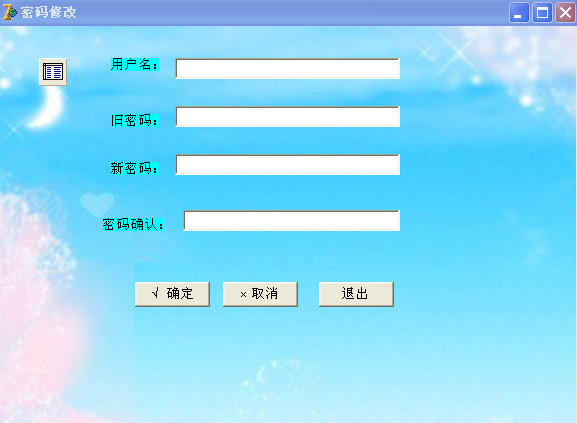 密码修改
用户名：
旧密码：
新密码：
密码确认：
√ 确定 × 取消 退出